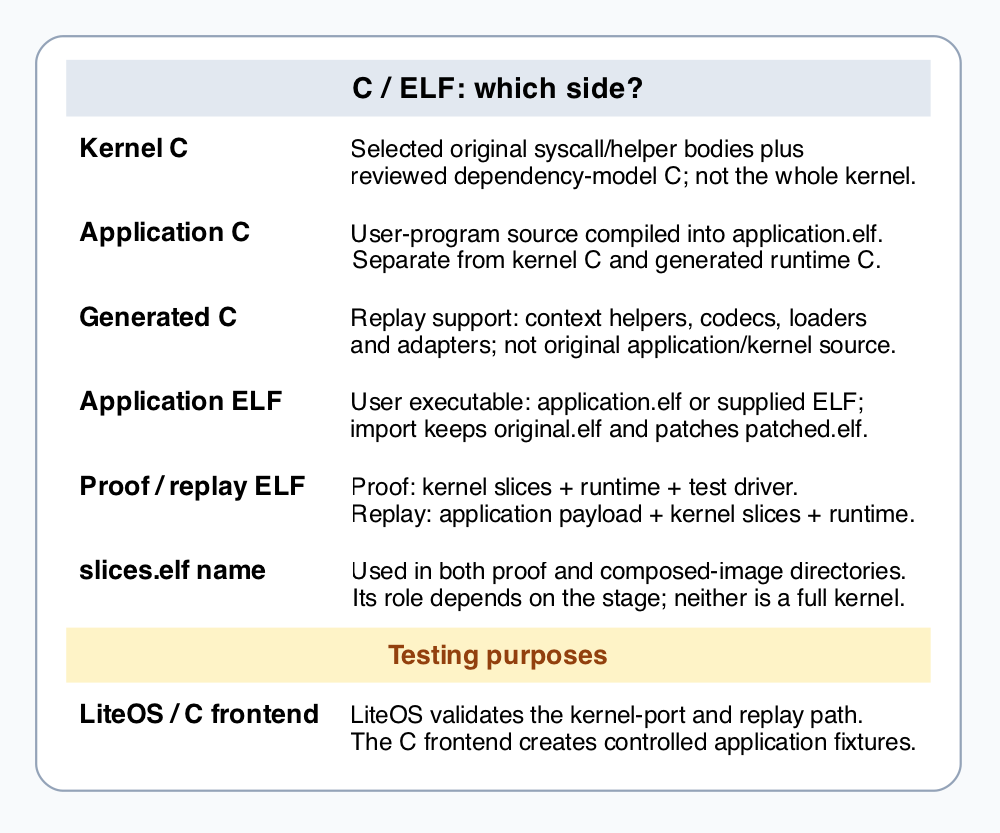 C / ELF: which side?
Kernel C
Selected original syscall/helper bodies plus
reviewed dependency-model C; not the whole kernel.
Application C
User-program source compiled into application.elf.
Separate from kernel C and generated runtime C.
Generated C
Replay support: context helpers, codecs, loaders
and adapters; not original application/kernel source.
Application ELF
User executable: application.elf or supplied ELF;
import keeps original.elf and patches patched.elf.
Proof / replay ELF
Proof: kernel slices + runtime + test driver.
Replay: application payload + kernel slices + runtime.
slices.elf name
Used in both proof and composed-image directories.
Its role depends on the stage; neither is a full kernel.
Testing purposes
LiteOS / C frontend
LiteOS validates the kernel-port and replay path.
The C frontend creates controlled application fixtures.